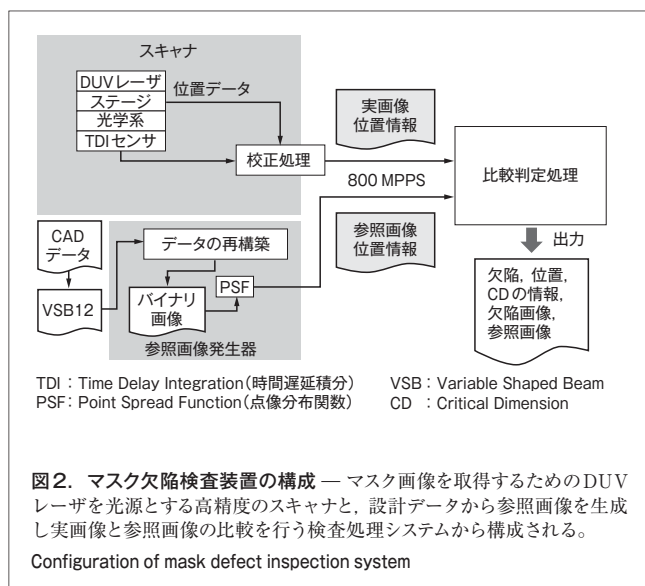 スキャナ
DUVレーザ
ステージ
光学系
TDIセンサ
位置データ
校正処理
実画像
位置情報
800 MPPS
比較判定処理
参照画像
位置情報
出力
欠陥, 位置,
CDの情報,
欠陥画像,
参照画像
CAD
データ
VSB12
データの再構築
バイナリ
画像
PSF
参照画像発生器
TDI：Time Delay Integration（時間遅延積分）
VSB：Variable Shaped Beam
PSF：Point Spread Function（点像分布関数）
CD ：Critical Dimension
図2．マスク欠陥検査装置の構成 — マスク画像を取得するためのDUV
レーザを光源とする高精度のスキャナと，設計データから参照画像を生成
し実画像と参照画像の比較を行う検査処理システムから構成される。
Configuration of mask defect inspection system